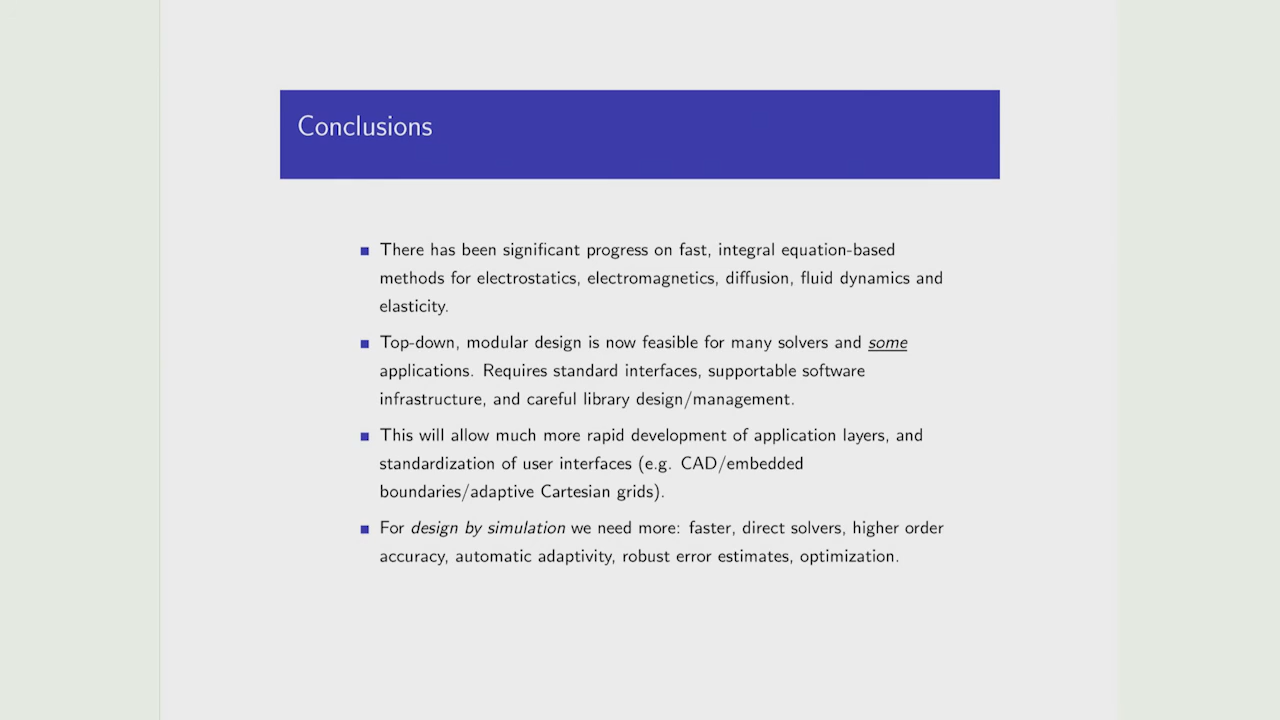 Conclusions
There has been significant progress on fast, integral equation-based
methods for electrostatics, electromagnetics, diffusion, fluid dynamics and
elasticity.
Top-down, modular design is now feasible for many solvers and some
applications. Requires standard interfaces, supportable software
infrastructure, and careful library design/management.
This will allow much more rapid development of application layers, and
standardization of user interfaces (e.g. CAD/embedded
boundaries/adaptive Cartesian grids).
For design by simulation we need more: faster, direct solvers, higher order
accuracy, automatic adaptivity, robust error estimates, optimization.